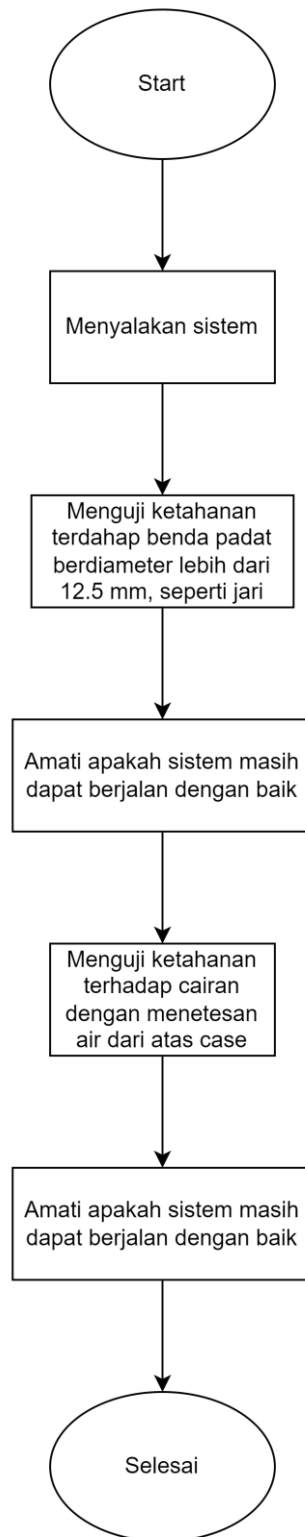 Start
Menyalakan sistem
Menguji ketahanan
terdahap benda padat
berdiameter lebih dari
12.5 mm, seperti jari
Amati apakah sistem masih
dapat berjalan dengan baik
Menguji ketahanan
terhadap cairan
dengan menetesan
air dari atas case
Amati apakah sistem masih
dapat berjalan dengan baik
Selesai